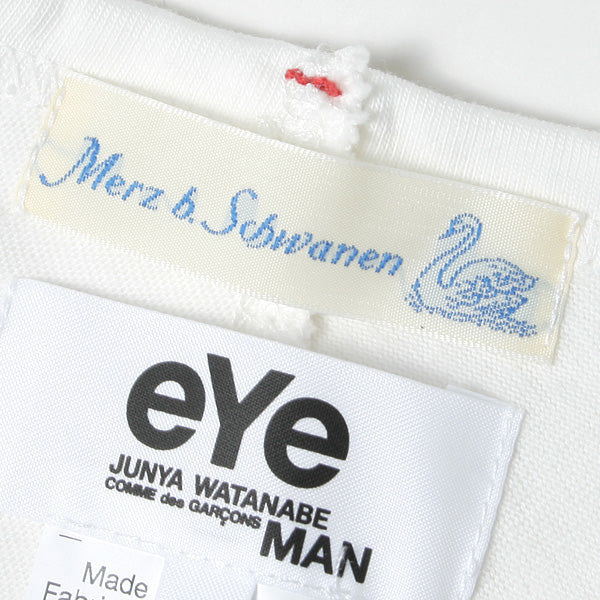 Merz b. Schwanen
eYe
JUNYA WATANABE
COMME des GARÇONS
MAN
Made